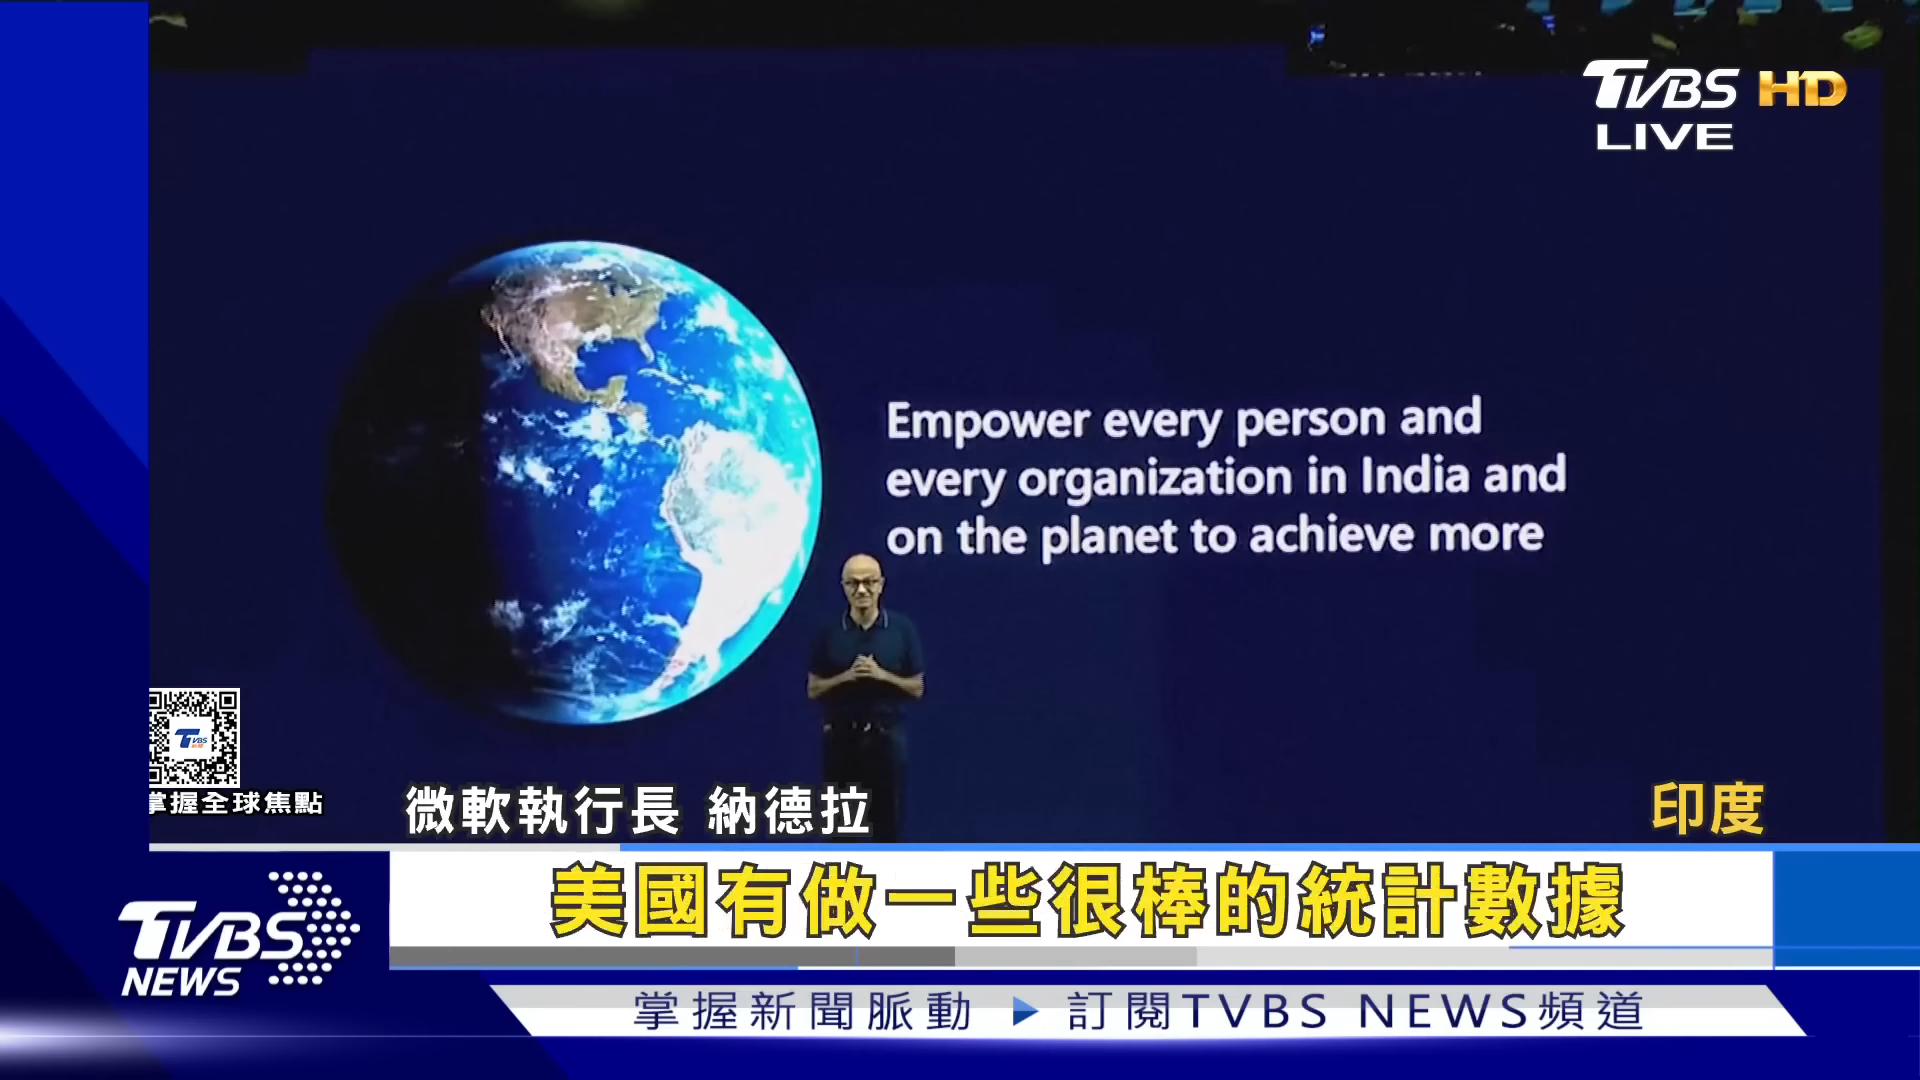 TVBS HD
LIVE
Empower every person and
every organization in India and
on the planet to achieve more
TVBS
新聞
掌握全球焦點
微軟執行長 納德拉
印度
美國有做一些很棒的統計數據
TVBS
NEWS
掌握新聞脈動 訂閱TVBS NEWS頻道